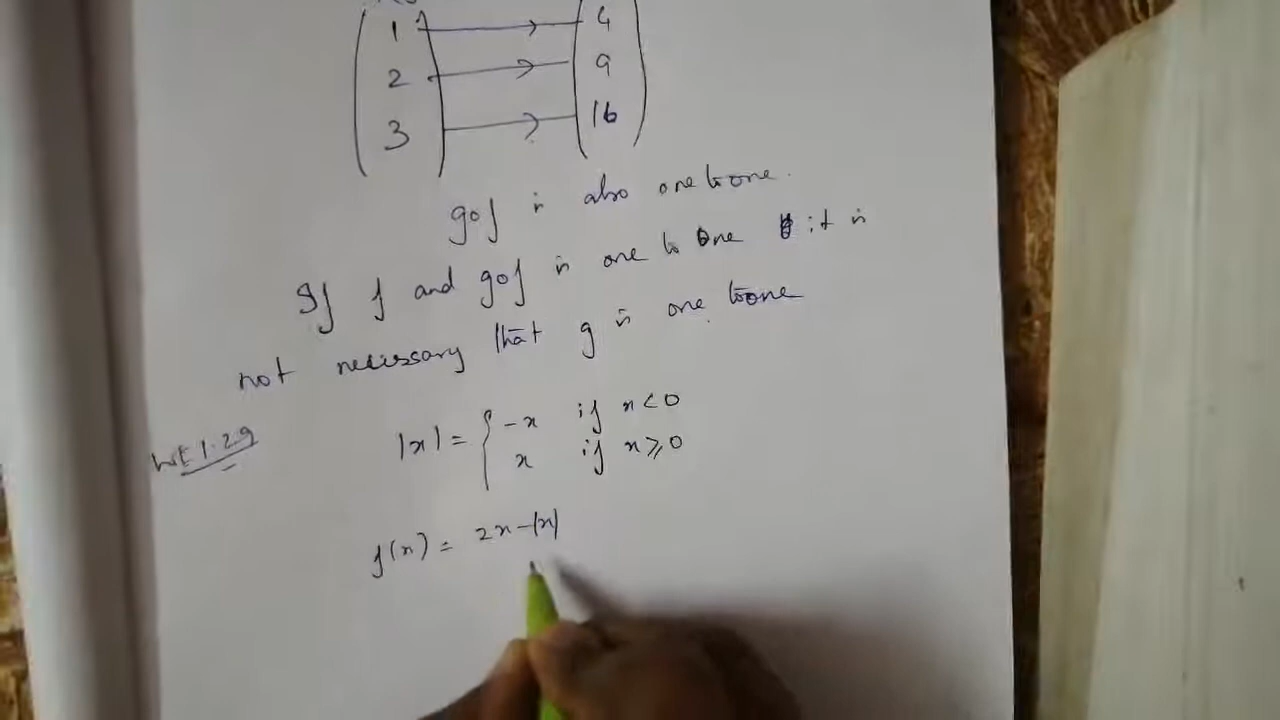 1 4
2 9
3 16
gof is also one to one.
If f and gof is one to one it is
not necessary that g is one to one
WE 1.29
|x| = { -x if x < 0
x if x ≥ 0
f(x) = 2x - |x|